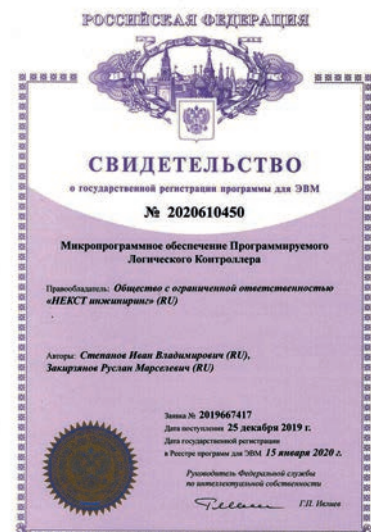 РОССИЙСКАЯ ФЕДЕРАЦИЯ
СВИДЕТЕЛЬСТВО
о государственной регистрации программы для ЭВМ
№ 2020610450
Микропрограммное обеспечение Программируемого
Логического Контроллера
Правообладатель: Общество с ограниченной ответственностью
«НЕКСТ инжиниринг» (RU)
Авторы: Степанов Иван Владимирович (RU),
Закирзянов Руслан Марселевич (RU)
Заявка № 2019667417
Дата поступления 25 декабря 2019 г.
Дата государственной регистрации
в Реестре программ для ЭВМ 15 января 2020 г.
Руководитель Федеральной службы
по интеллектуальной собственности
Г.П. Ивлиев